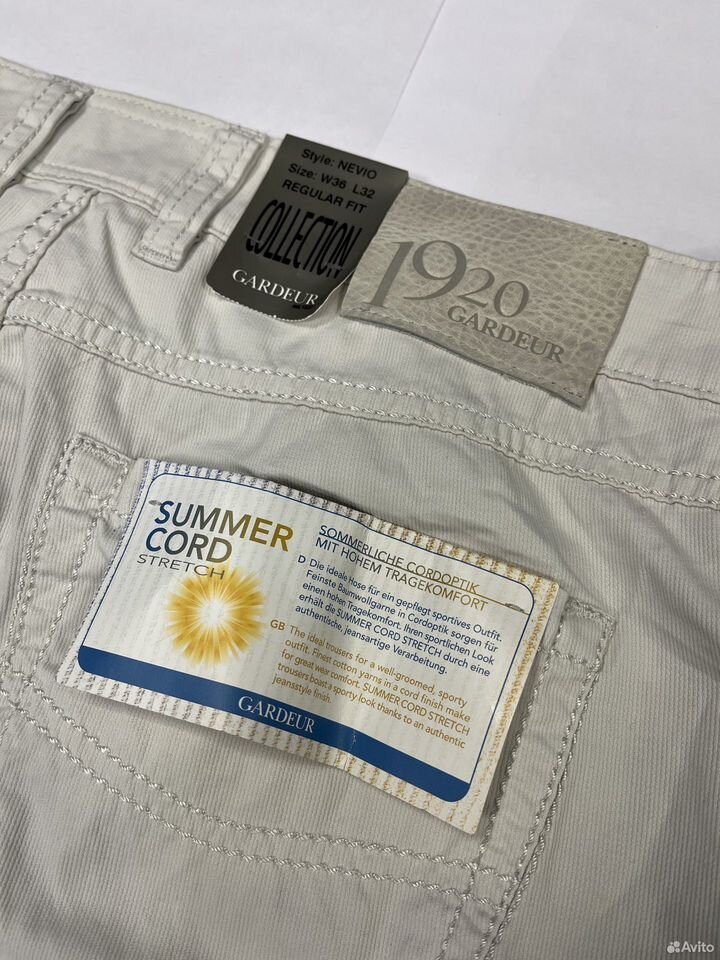 Style: NEVIO
Size: W36 L32
REGULAR FIT
COLLECTION
GARDEUR
1920
GARDEUR
SUMMER
CORD
STRETCH
SOMMERLICHE CORDOPTIK
MIT HOHEM TRAGEKOMFORT
D Die ideale Hose für ein gepflegt sportives Outfit.
Feinste Baumwollgarne in Cordoptik sorgen für
einen hohen Tragekomfort. Ihren sportlichen Look
erhält die SUMMER CORD STRETCH durch eine
authentische, jeansartige Verarbeitung.
GB The ideal trousers for a well-groomed, sporty
outfit. Finest cotton yarns in a cord finish make
for great wear comfort. SUMMER CORD STRETCH
trousers boast a sporty look thanks to an authentic
jeansstyle finish.
GARDEUR
Avito